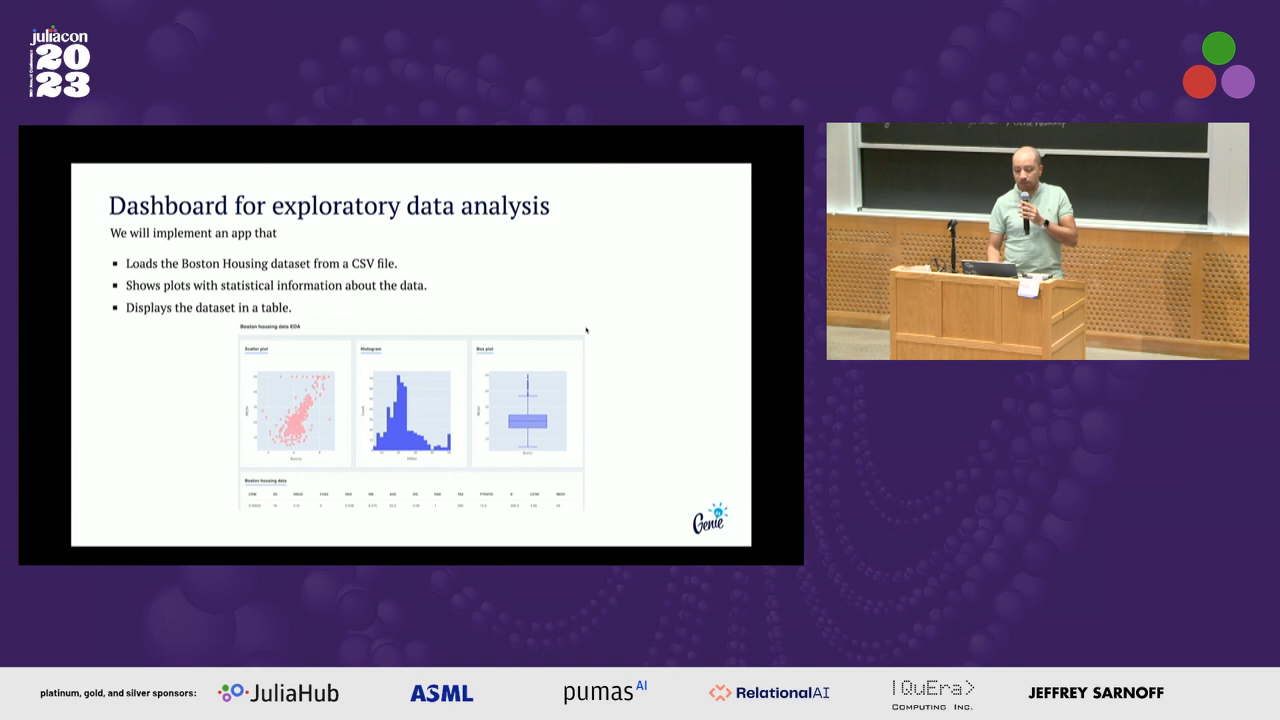 juliacon
20
23
Dashboard for exploratory data analysis
We will implement an app that
Loads the Boston Housing dataset from a CSV file.
Shows plots with statistical information about the data.
Displays the dataset in a table.
Boston housing data EDA
Scatter plot
Histogram
Box plot
Boston housing data
Genie
platinum, gold, and silver sponsors:
JuliaHub
ASML
pumas AI
RelationalAI
|QuEra>
COMPUTING INC.
JEFFREY SARNOFF